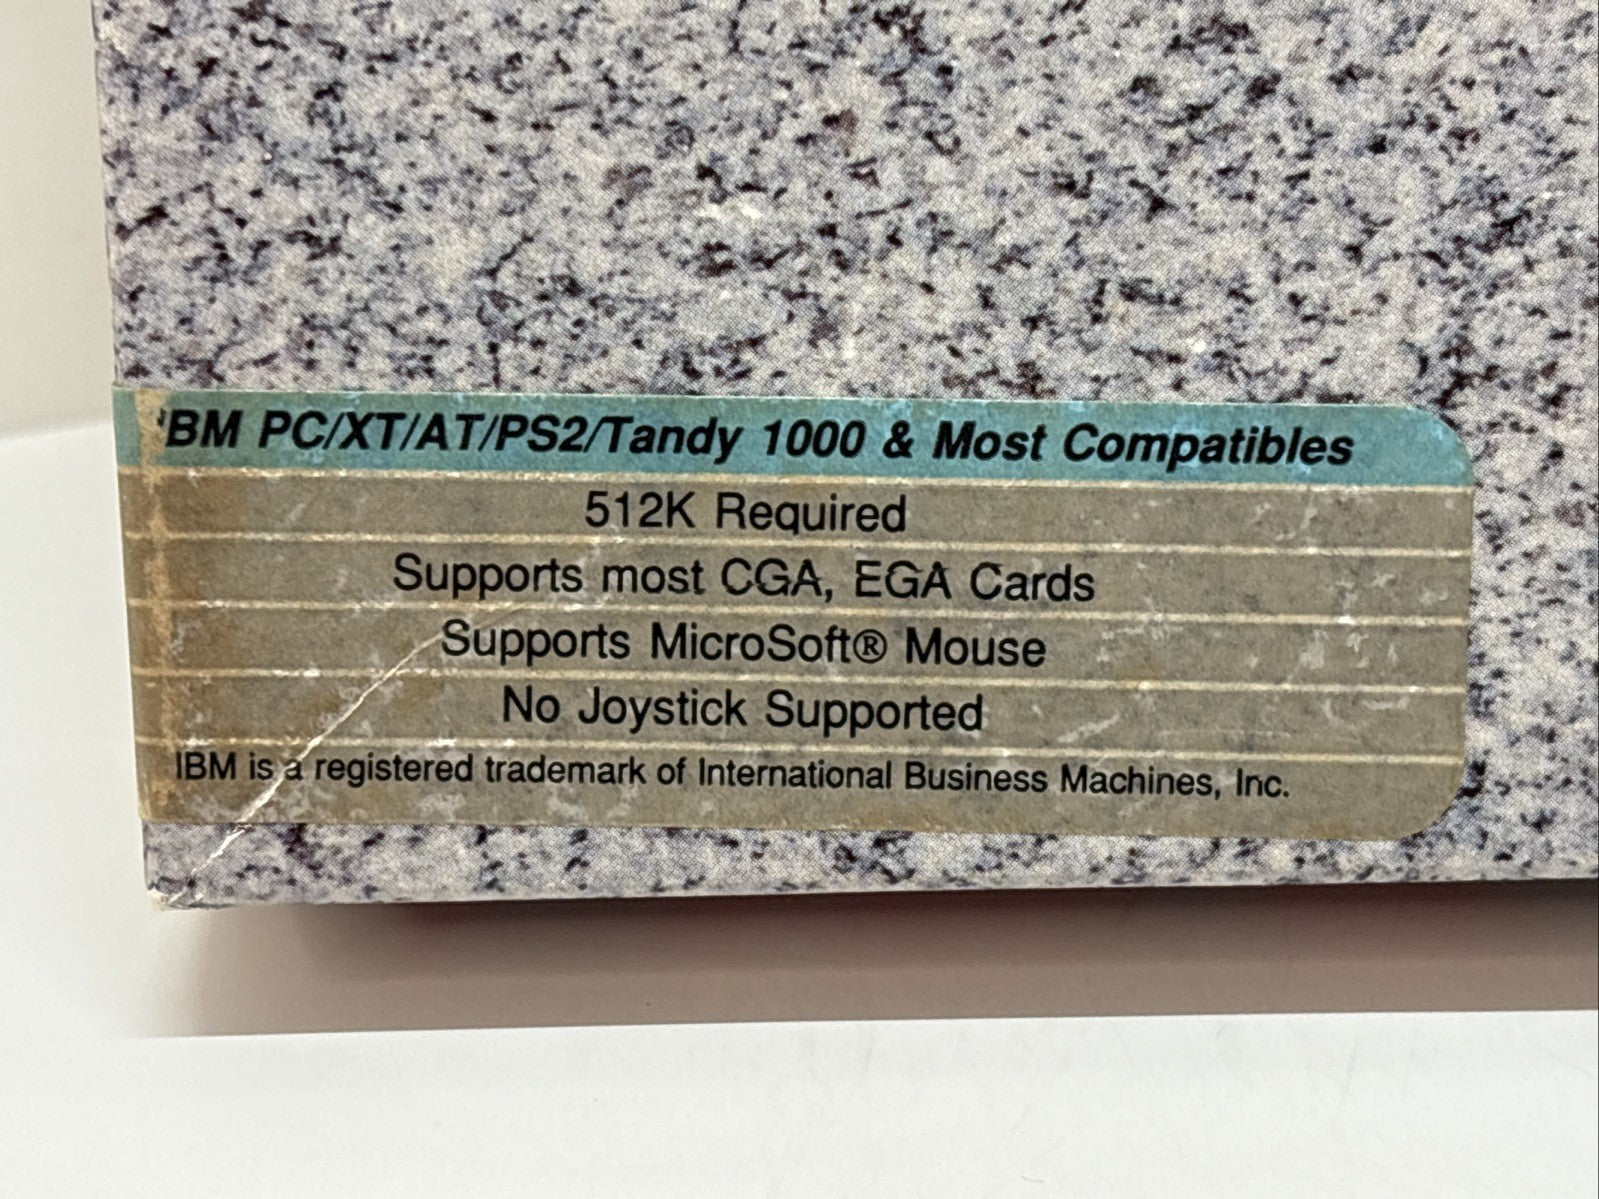 IBM PC/XT/AT/PS2/Tandy 1000 & Most Compatibles
512K Required
Supports most CGA, EGA Cards
Supports MicroSoft® Mouse
No Joystick Supported
IBM is a registered trademark of International Business Machines, Inc.